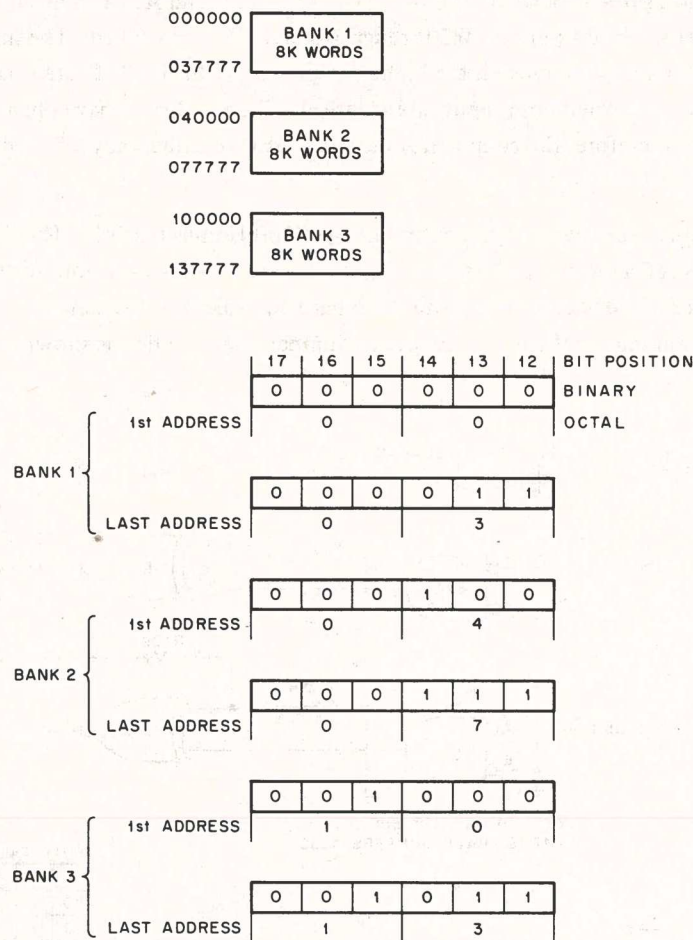 000000
BANK 1
8K WORDS
037777
040000
BANK 2
8K WORDS
077777
100000
BANK 3
8K WORDS
137777
17 16 15 14 13 12 BIT POSITION
0 0 0 0 0 0 BINARY
1st ADDRESS 0 0 OCTAL
BANK 1
0 0 0 0 1 1
LAST ADDRESS 0 3
0 0 0 1 0 0
1st ADDRESS 0 4
BANK 2
0 0 0 1 1 1
LAST ADDRESS 0 7
0 0 1 0 0 0
1st ADDRESS 1 0
BANK 3
0 0 1 0 1 1
LAST ADDRESS 1 3